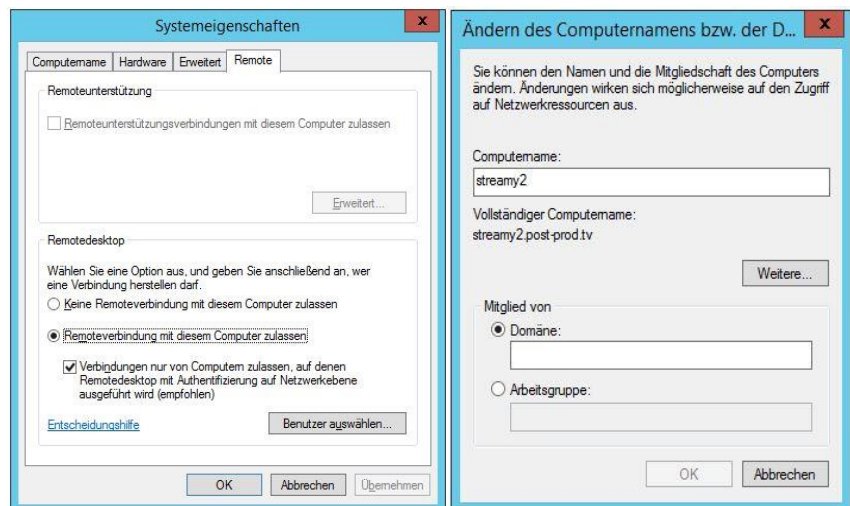 Systemeigenschaften
x
Computername
Hardware
Erweitert
Remote
Remoteunterstützung
Remoteunterstützungsverbindungen mit diesem Computer zulassen
Erweitert...
Remotedesktop
Wählen Sie eine Option aus, und geben Sie anschließend an, wer
eine Verbindung herstellen darf.
Keine Remoteverbindung mit diesem Computer zulassen
Remoteverbindung mit diesem Computer zulassen
Verbindungen nur von Computern zulassen, auf denen
Remotedesktop mit Authentifizierung auf Netzwerkebene
ausgeführt wird (empfohlen)
Entscheidungshilfe
Benutzer auswählen...
OK
Abbrechen
Übernehmen
Ändern des Computernamens bzw. der D...
x
Sie können den Namen und die Mitgliedschaft des Computers
ändern. Änderungen wirken sich möglicherweise auf den Zugriff
auf Netzwerkressourcen aus.
Computername:
streamy2
Vollständiger Computername:
streamy2.post-prod.tv
Weitere...
Mitglied von
Domäne:
Arbeitsgruppe:
OK
Abbrechen